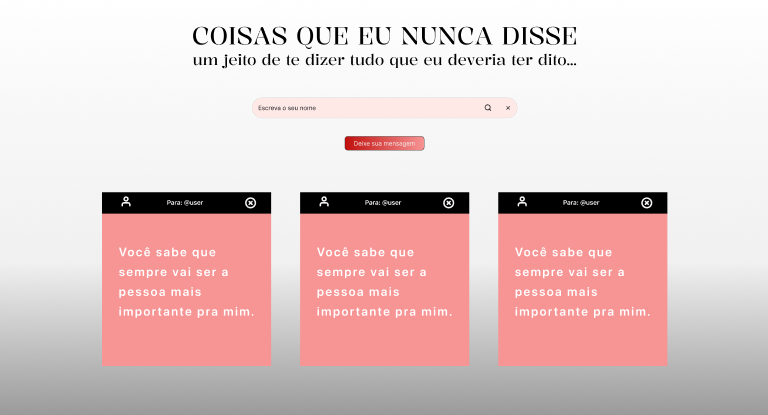 COISAS QUE EU NUNCA DISSE
um jeito de te dizer tudo que eu deveria ter dito...
Escreva o seu nome
Deixe sua mensagem
Para: @user
Você sabe que
sempre vai ser a
pessoa mais
importante pra mim.
Para: @user
Você sabe que
sempre vai ser a
pessoa mais
importante pra mim.
Para: @user
Você sabe que
sempre vai ser a
pessoa mais
importante pra mim.